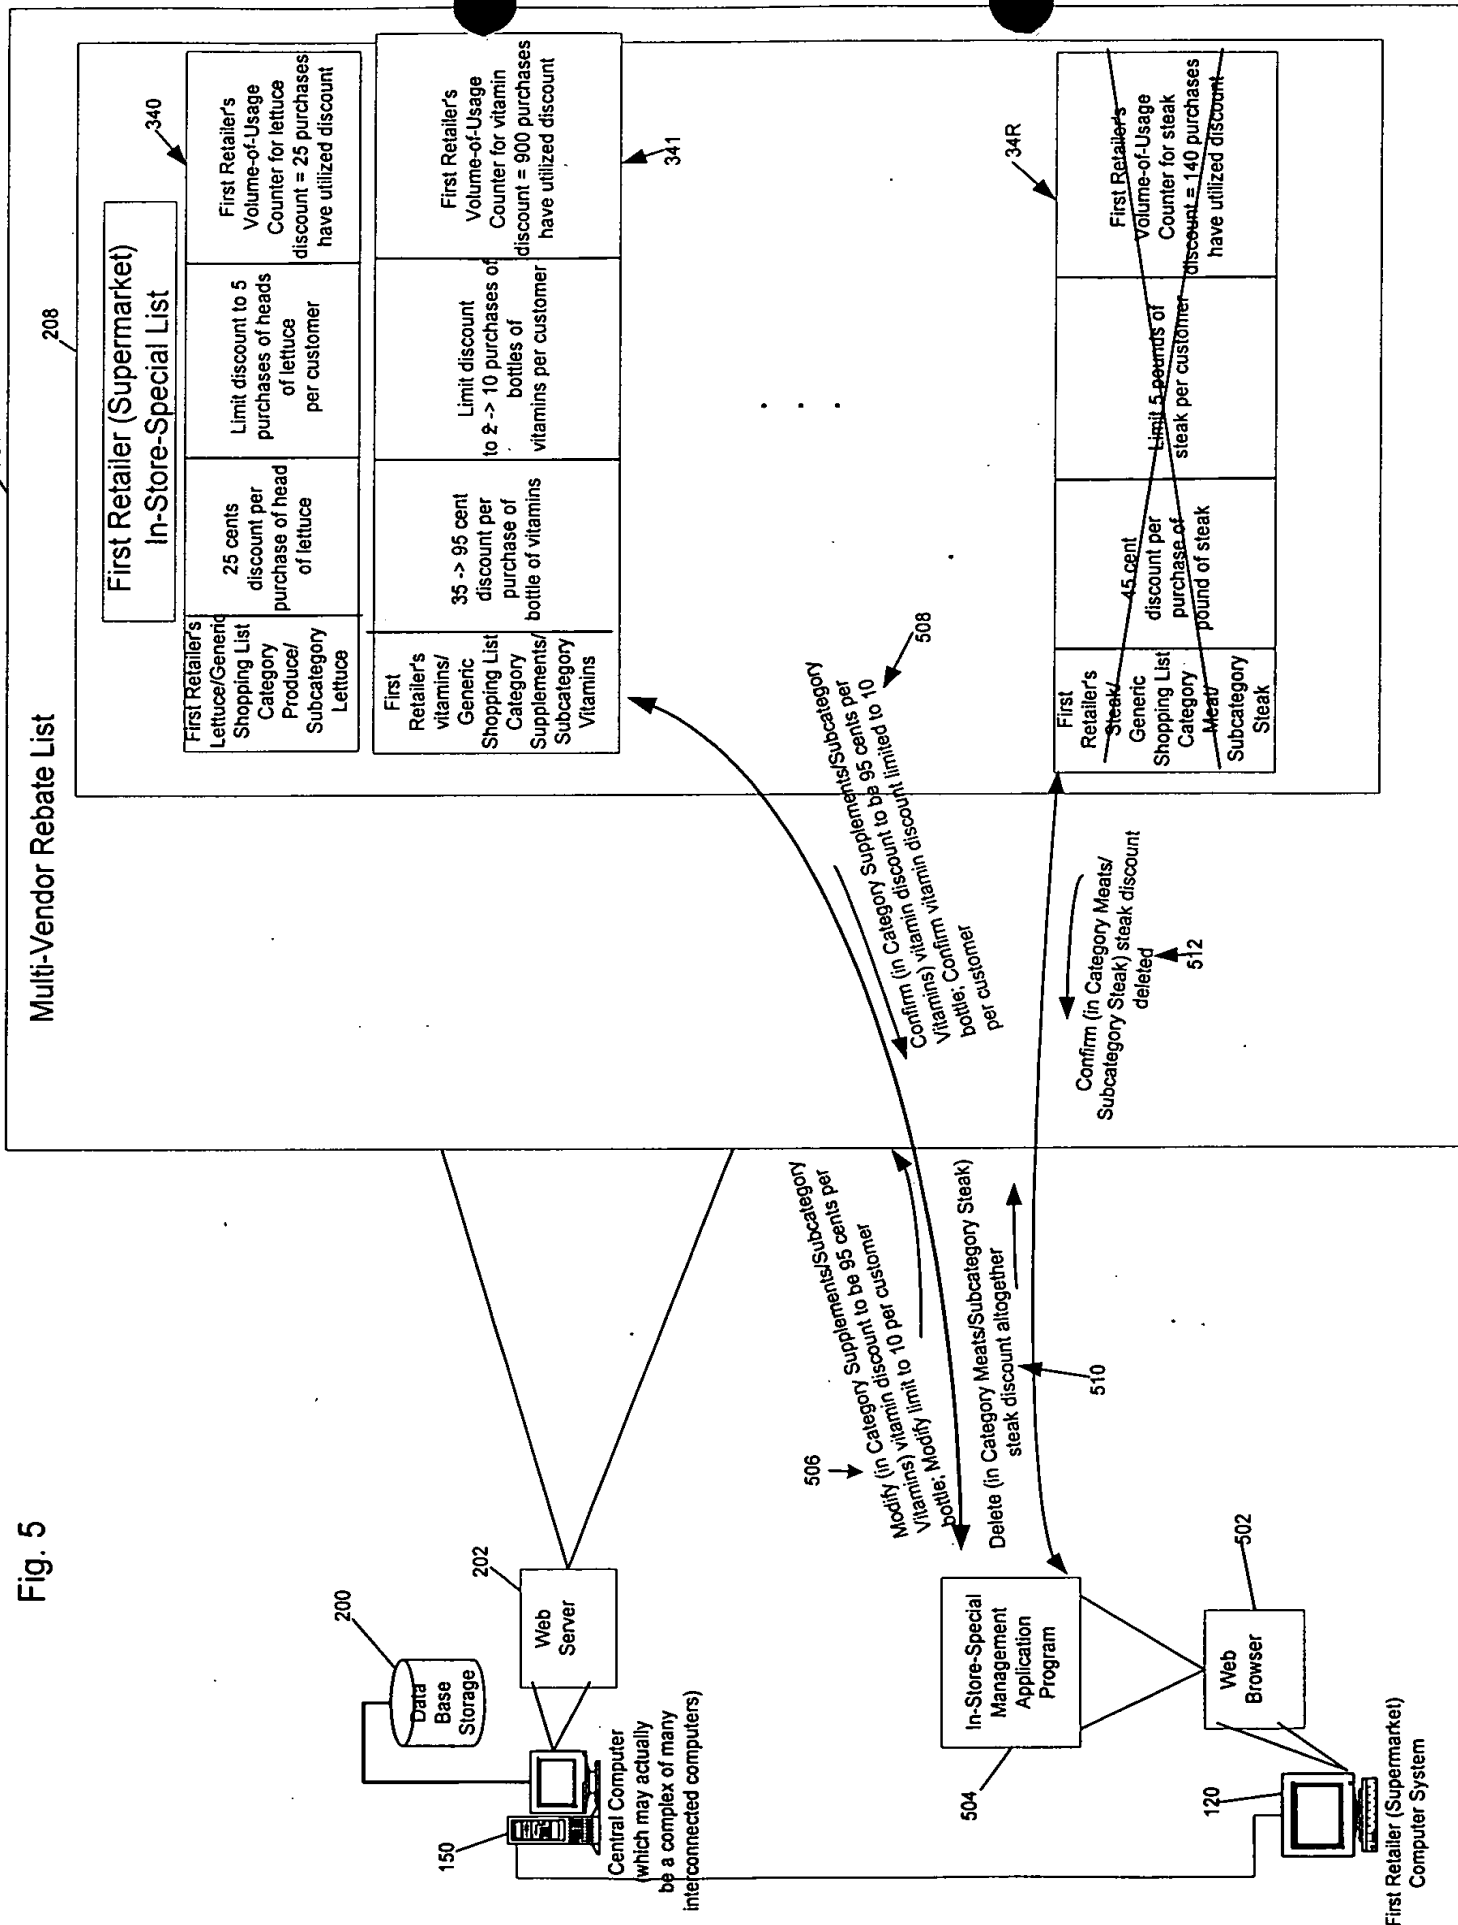 Fig. 5
Multi-Vendor Rebate List
208
First Retailer (Supermarket)
In-Store-Special List
340
First Retailer's
Lettuce/Generic
Shopping List
Category
Produce/
Subcategory
Lettuce
25 cents
discount per
purchase of head
of lettuce
Limit discount to 5
purchases of heads
of lettuce
per customer
First Retailer's
Volume-of-Usage
Counter for lettuce
discount = 25 purchases
have utilized discount
First
Retailer's
vitamins/
Generic
Shopping List
Category
Supplements/
Subcategory
Vitamins
35 -> 95 cent
discount per
purchase of
bottle of vitamins
Limit discount
to 2 -> 10 purchases of
bottles of
vitamins per customer
First Retailer's
Volume-of-Usage
Counter for vitamin
discount = 900 purchases
have utilized discount
341
. . .
34R
First
Retailer's
Steak/
Generic
Shopping List
Category
Meat/
Subcategory
Steak
45 cent
discount per
purchase of
pound of steak
Limit 5 pounds of
steak per customer
First Retailer's
Volume-of-Usage
Counter for steak
discount = 140 purchases
have utilized discount
200
Data
Base
Storage
202
Web
Server
150
Central Computer
(which may actually
be a complex of many
interconnected computers)
506
Modify (in Category Supplements/Subcategory
Vitamins) vitamin discount to be 95 cents per
bottle; Modify limit to 10 per customer
508
Confirm (in Category Supplements/Subcategory
Vitamins) vitamin discount to be 95 cents per
bottle; Confirm vitamin discount limited to 10
per customer
Delete (in Category Meats/Subcategory Steak)
steak discount altogether
510
Confirm (in Category Meats/
Subcategory Steak) steak discount
deleted
512
In-Store-Special
Management
Application
Program
504
Web
Browser
502
120
First Retailer (Supermarket)
Computer System